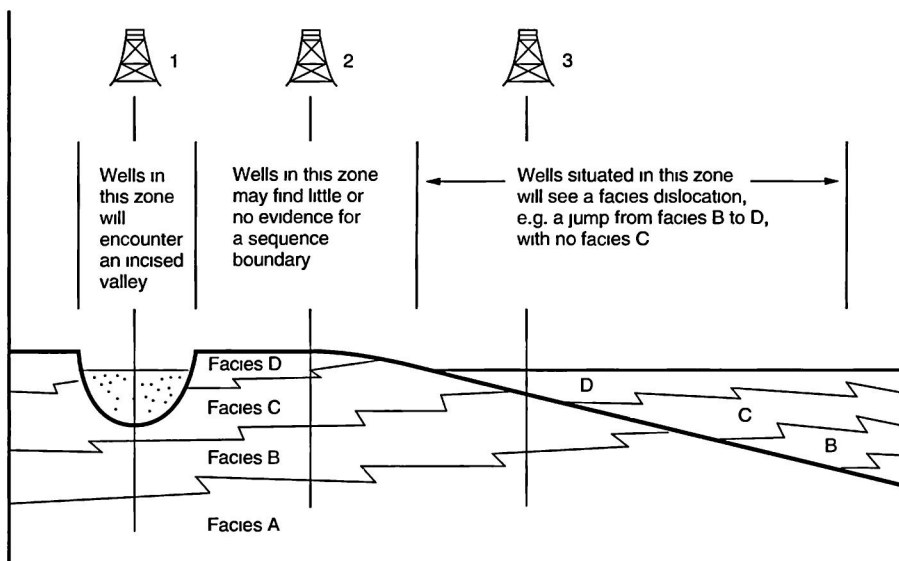 1
2
3
Wells in
this zone
will
encounter
an incised
valley
Wells in this zone
may find little or
no evidence for
a sequence
boundary
Wells situated in this zone
will see a facies dislocation,
e.g. a jump from facies B to D,
with no facies C
Facies D
Facies C
Facies B
Facies A
D
C
B